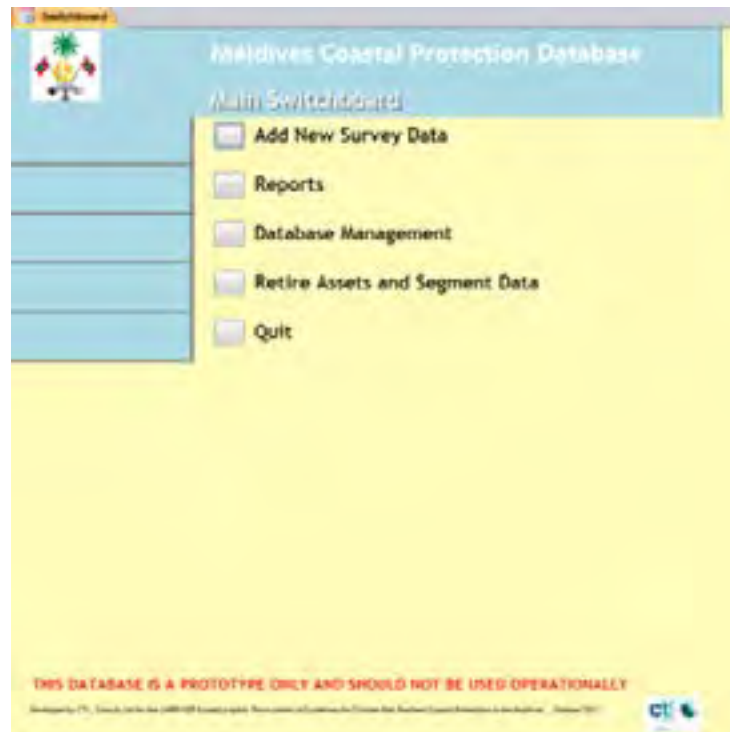 Switchboard
Maldives Coastal Protection Database
Main Switchboard
Add New Survey Data
Reports
Database Management
Retire Assets and Segment Data
Quit
THIS DATABASE IS A PROTOTYPE ONLY AND SHOULD NOT BE USED OPERATIONALLY